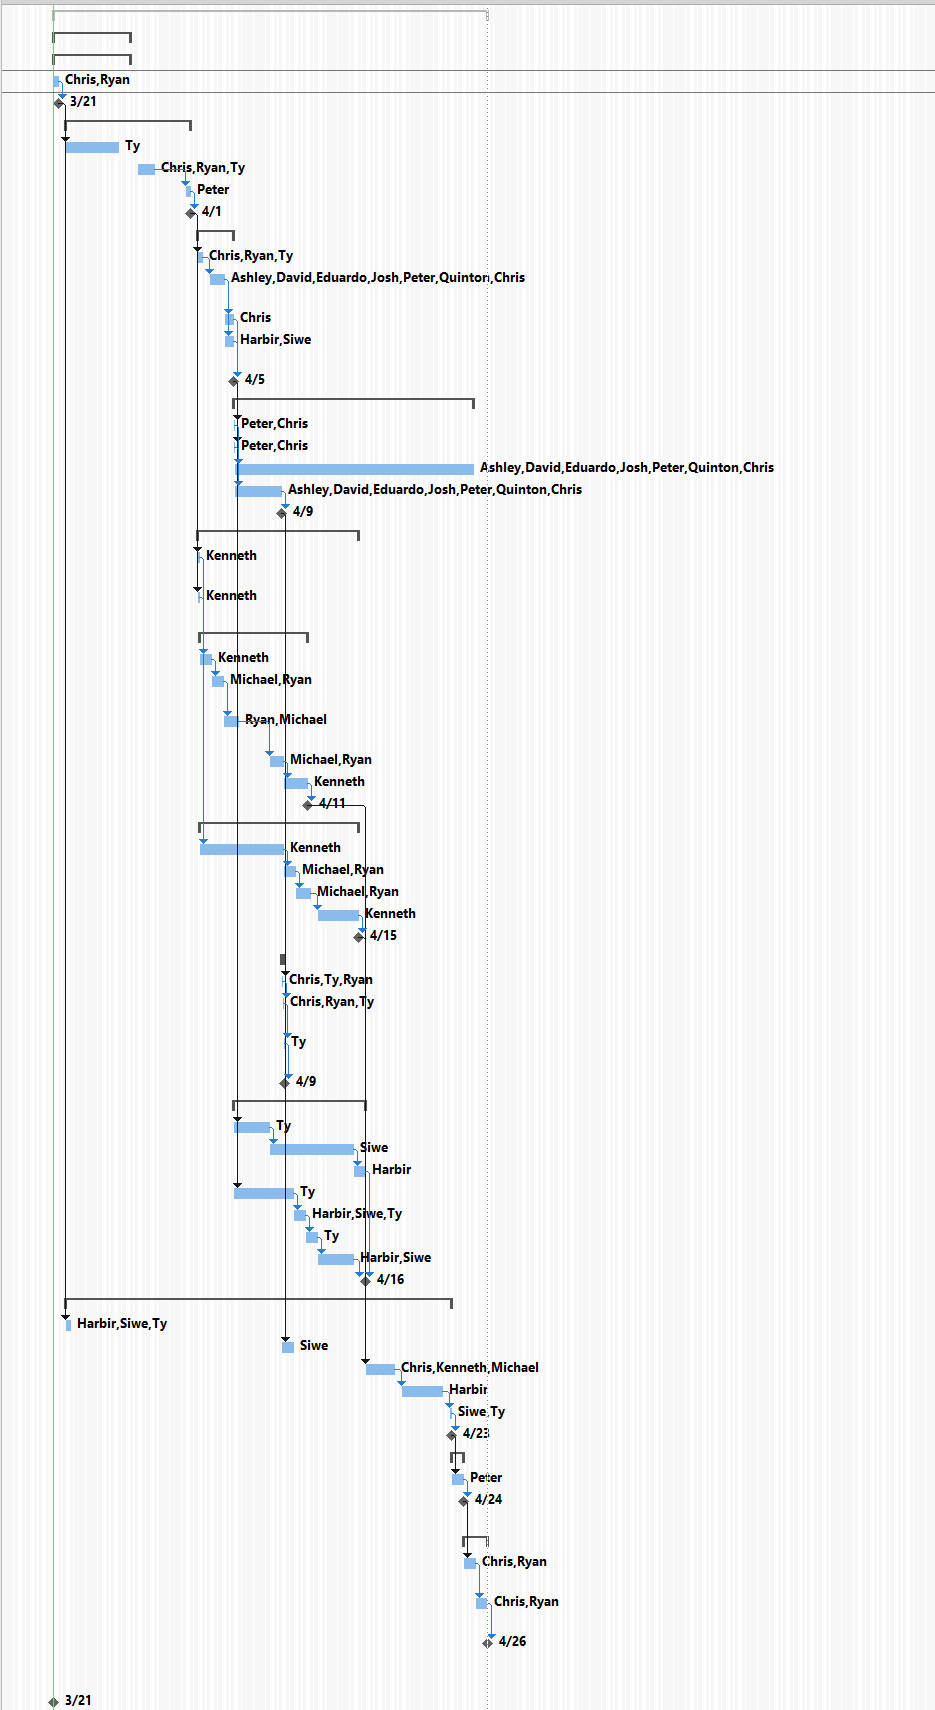 Chris,Ryan
3/21
Ty
Chris,Ryan,Ty
Peter
4/1
Chris,Ryan,Ty
Ashley,David,Eduardo,Josh,Peter,Quinton,Chris
Chris
Harbir,Siwe
4/5
Peter,Chris
Peter,Chris
Ashley,David,Eduardo,Josh,Peter,Quinton,Chris
Ashley,David,Eduardo,Josh,Peter,Quinton,Chris
4/9
Kenneth
Kenneth
Kenneth
Michael,Ryan
Ryan,Michael
Michael,Ryan
Kenneth
4/11
Kenneth
Michael,Ryan
Michael,Ryan
Kenneth
4/15
Chris,Ty,Ryan
Chris,Ryan,Ty
Ty
4/9
Ty
Siwe
Harbir
Ty
Harbir,Siwe,Ty
Ty
Harbir,Siwe
4/16
Harbir,Siwe,Ty
Siwe
Chris,Kenneth,Michael
Harbir
Siwe,Ty
4/23
Peter
4/24
Chris,Ryan
Chris,Ryan
4/26
3/21